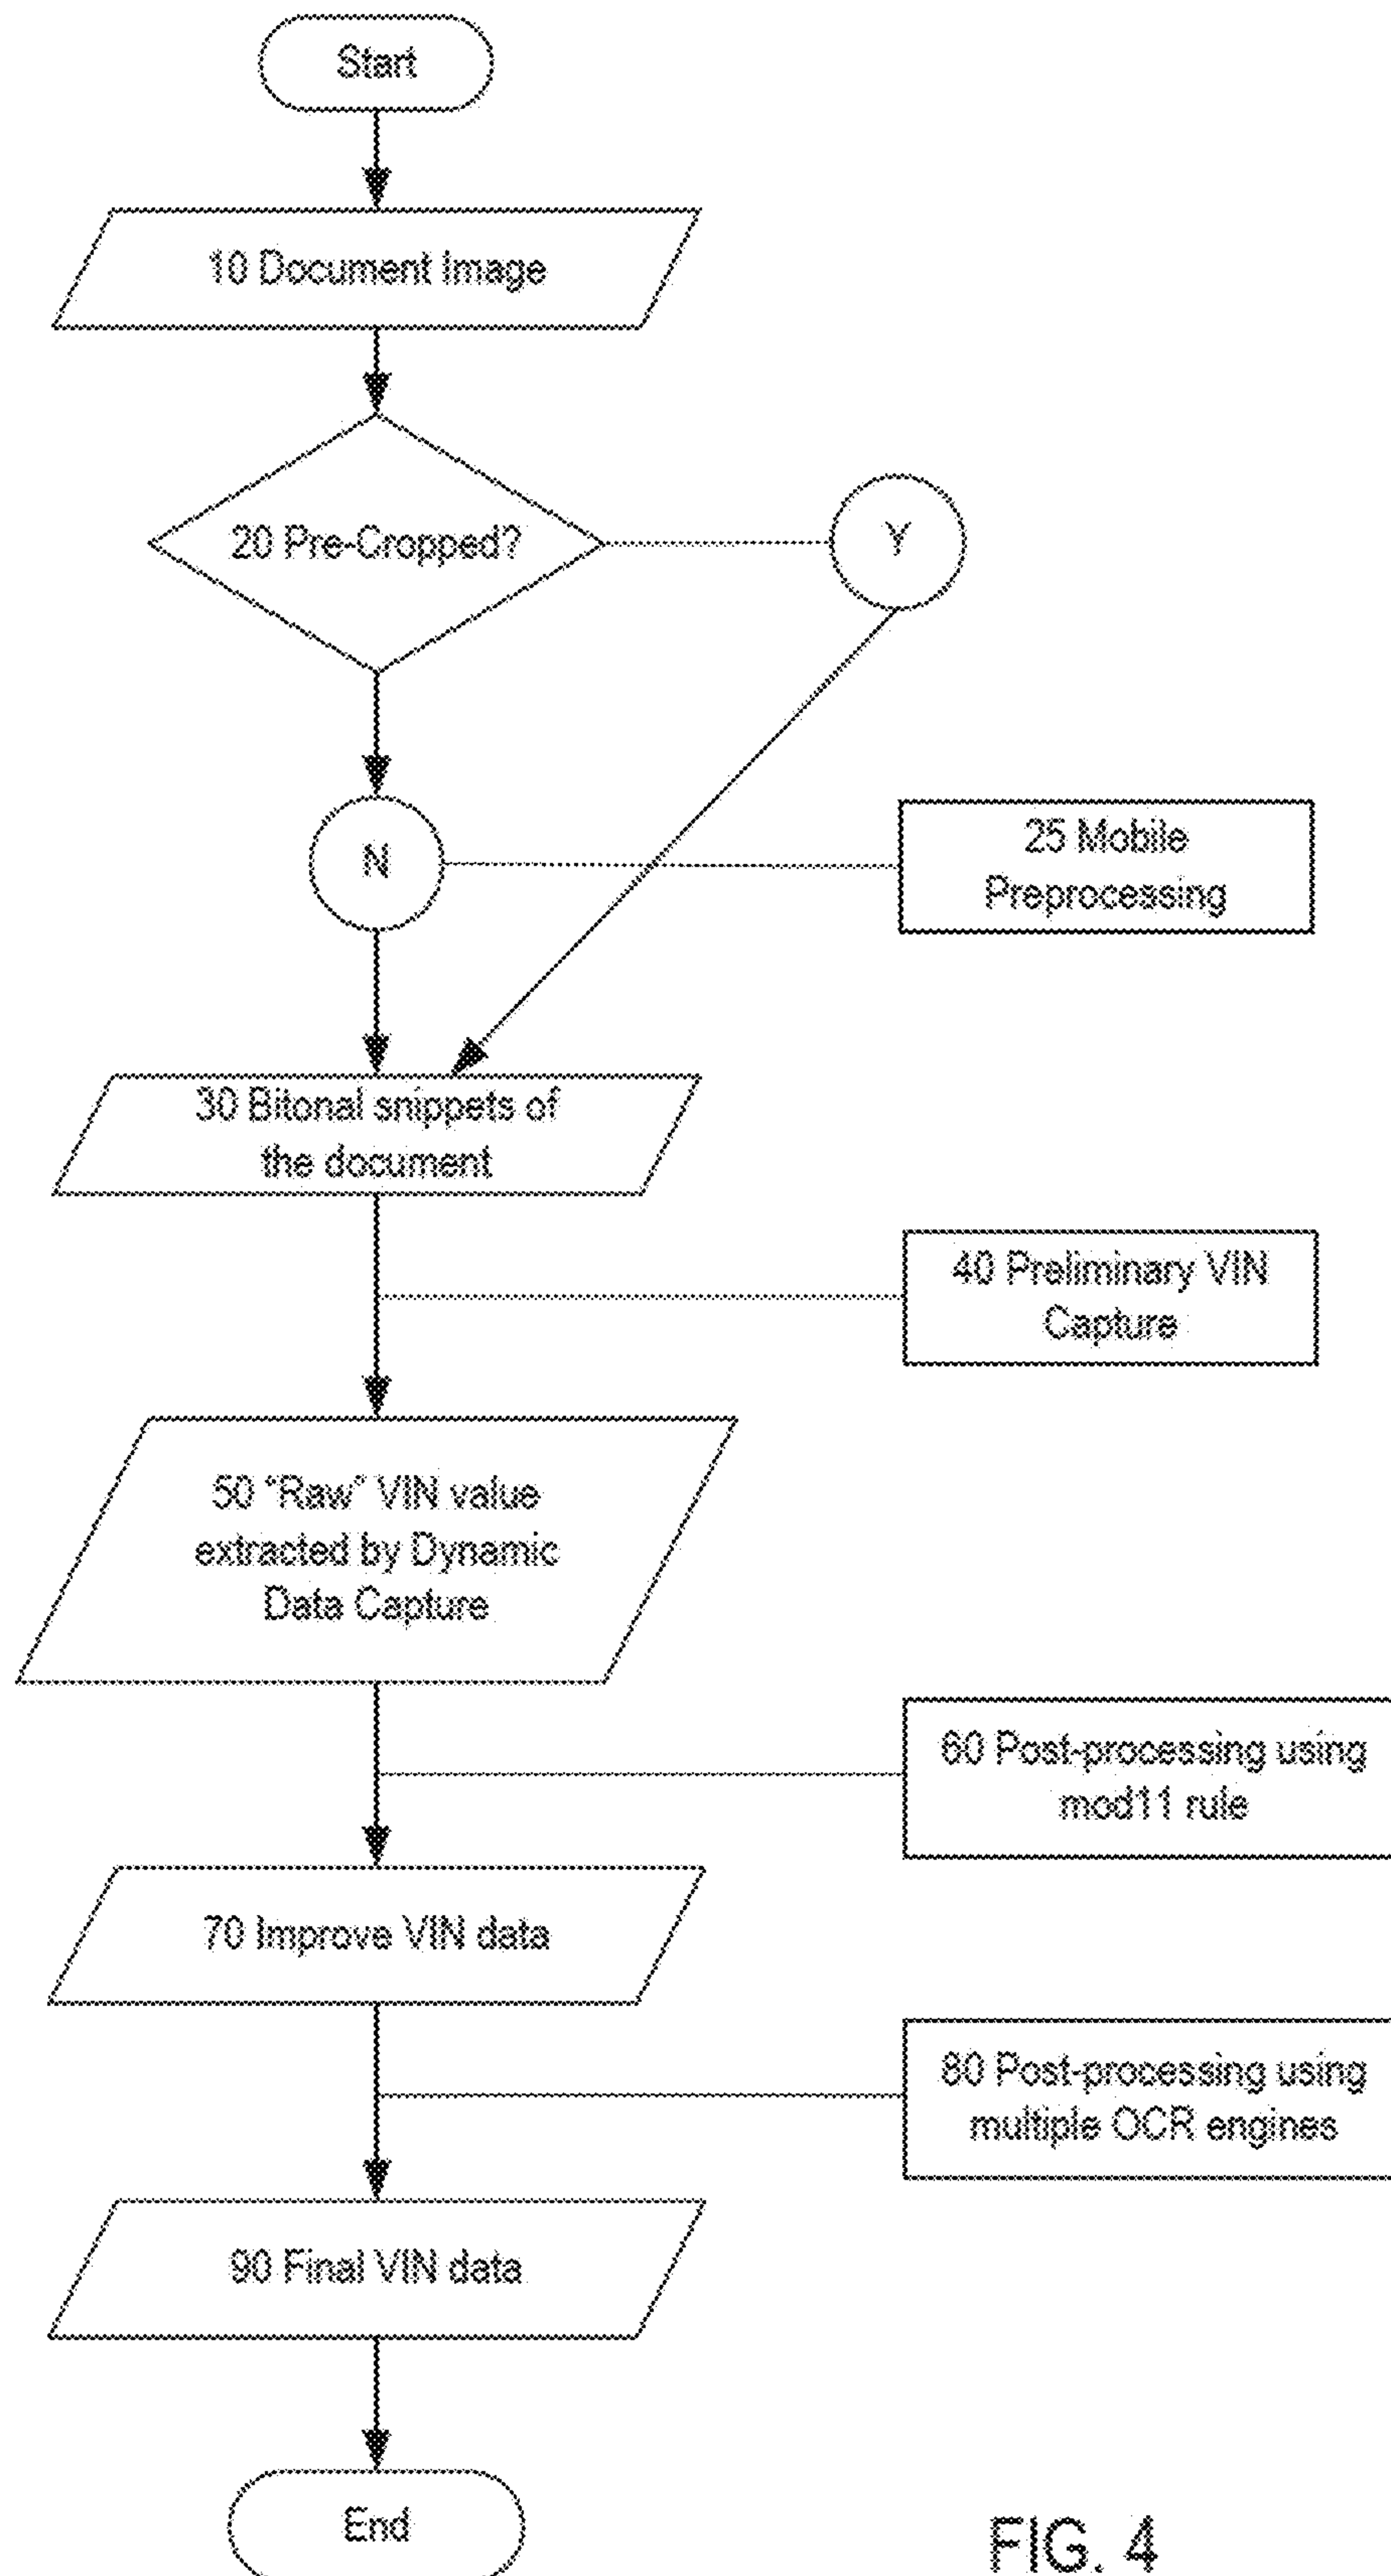 Start
10 Document Image
20 Pre-Cropped?
Y
N
25 Mobile
Preprocessing
30 Bitonal snippets of
the document
40 Preliminary VIN
Capture
50 "Raw" VIN value
extracted by Dynamic
Data Capture
60 Post-processing using
mod11 rule
70 Improve VIN data
80 Post-processing using
multiple OCR engines
90 Final VIN data
End
FIG. 4